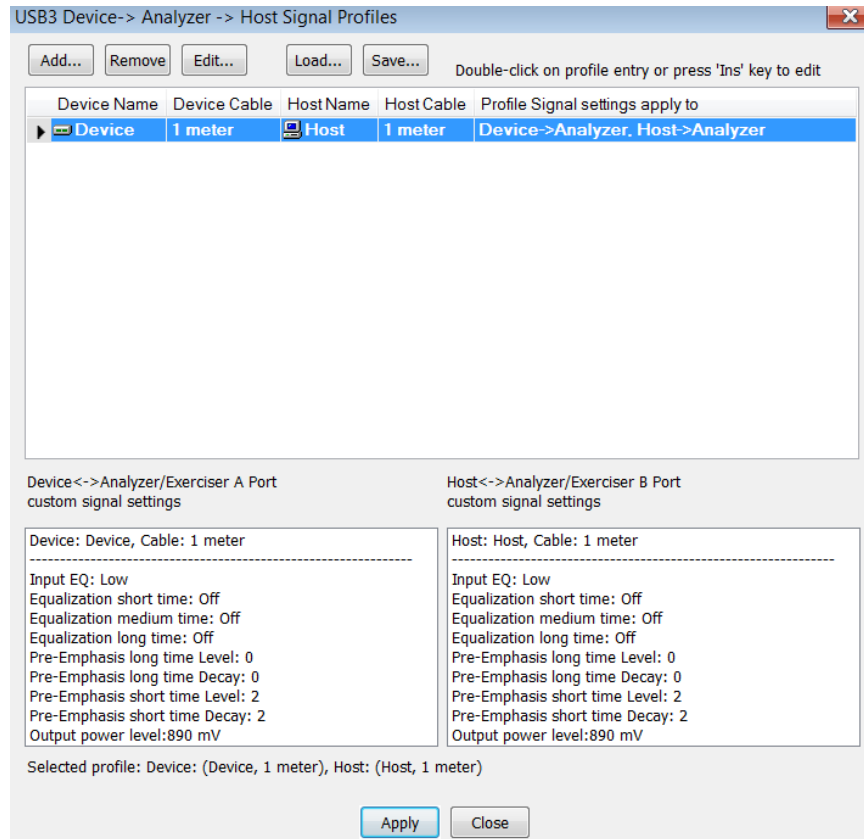 USB3 Device-> Analyzer -> Host Signal Profiles
Add... Remove Edit... Load... Save... Double-click on profile entry or press 'Ins' key to edit
Device Name Device Cable Host Name Host Cable Profile Signal settings apply to
Device 1 meter Host 1 meter Device->Analyzer, Host->Analyzer
Device<->Analyzer/Exerciser A Port
custom signal settings
Device: Device, Cable: 1 meter
----------------------------------------------------------------
Input EQ: Low
Equalization short time: Off
Equalization medium time: Off
Equalization long time: Off
Pre-Emphasis long time Level: 0
Pre-Emphasis long time Decay: 0
Pre-Emphasis short time Level: 2
Pre-Emphasis short time Decay: 2
Output power level:890 mV
Host<->Analyzer/Exerciser B Port
custom signal settings
Host: Host, Cable: 1 meter
----------------------------------------------------------------
Input EQ: Low
Equalization short time: Off
Equalization medium time: Off
Equalization long time: Off
Pre-Emphasis long time Level: 0
Pre-Emphasis long time Decay: 0
Pre-Emphasis short time Level: 2
Pre-Emphasis short time Decay: 2
Output power level:890 mV
Selected profile: Device: (Device, 1 meter), Host: (Host, 1 meter)
Apply Close